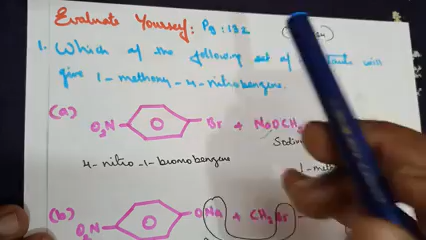 Evaluate Yourself: Pg: 132
1. Which of the following set of will
give 1-methoxy-4-nitrobenzene.
(a)
O2N Br + NaOCH3
4-nitro-1-bromobenzene
(b)
O2N ONa + CH3Br